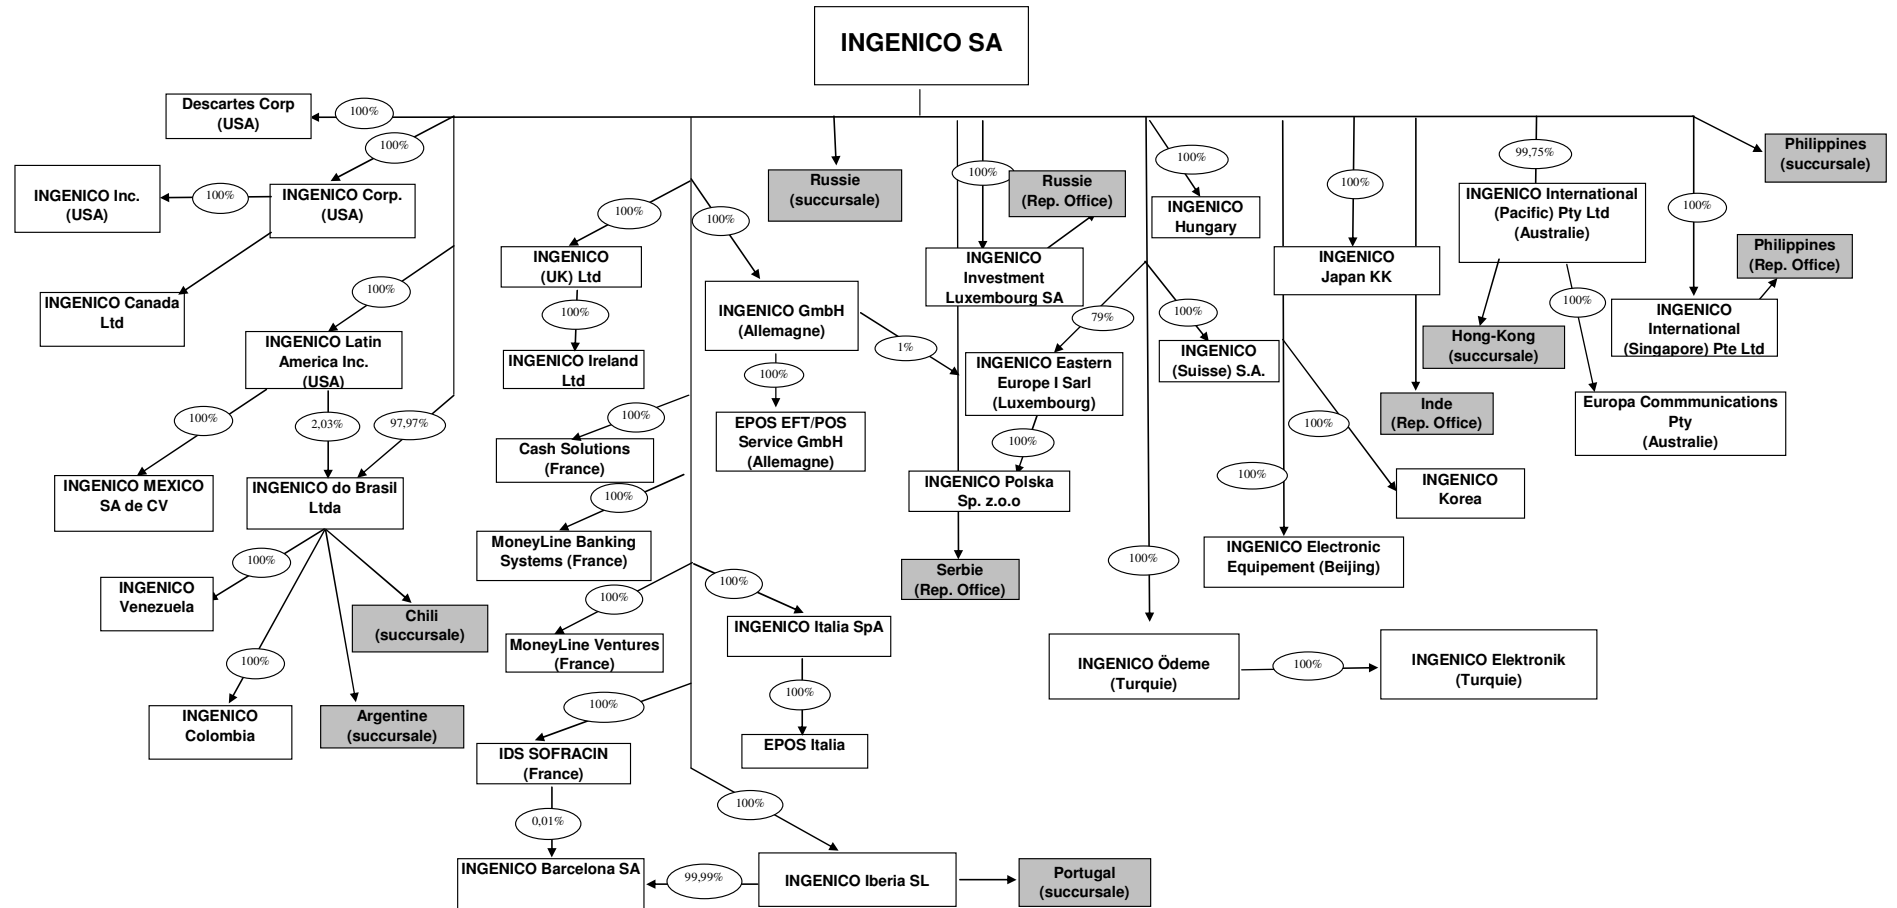 INGENICO SA
Descartes Corp
(USA)
100%
100%
INGENICO Inc.
(USA)
100%
INGENICO Corp.
(USA)
INGENICO Canada
Ltd
100%
INGENICO Latin
America Inc.
(USA)
100%
2,03%
97,97%
INGENICO MEXICO
SA de CV
INGENICO do Brasil
Ltda
100%
INGENICO
Venezuela
Chili
(succursale)
100%
INGENICO
Colombia
Argentine
(succursale)
100%
100%
INGENICO
(UK) Ltd
100%
INGENICO Ireland
Ltd
INGENICO GmbH
(Allemagne)
1%
100%
EPOS EFT/POS
Service GmbH
(Allemagne)
100%
Cash Solutions
(France)
100%
MoneyLine Banking
Systems (France)
100%
100%
MoneyLine Ventures
(France)
INGENICO Italia SpA
100%
EPOS Italia
100%
IDS SOFRACIN
(France)
0,01%
100%
INGENICO Barcelona SA
99,99%
INGENICO Iberia SL
Portugal
(succursale)
Russie
(succursale)
100%
Russie
(Rep. Office)
INGENICO
Investment
Luxembourg SA
100%
INGENICO
Hungary
79%
100%
INGENICO Eastern
Europe I Sarl
(Luxembourg)
INGENICO
(Suisse) S.A.
100%
INGENICO Polska
Sp. z.o.o
Serbie
(Rep. Office)
100%
INGENICO Ödeme
(Turquie)
100%
INGENICO Elektronik
(Turquie)
100%
INGENICO
Japan KK
Inde
(Rep. Office)
100%
INGENICO
Korea
100%
INGENICO Electronic
Equipement (Beijing)
99,75%
INGENICO International
(Pacific) Pty Ltd
(Australie)
Hong-Kong
(succursale)
100%
Europa Commmunications
Pty
(Australie)
100%
INGENICO
International
(Singapore) Pte Ltd
Philippines
(Rep. Office)
Philippines
(succursale)